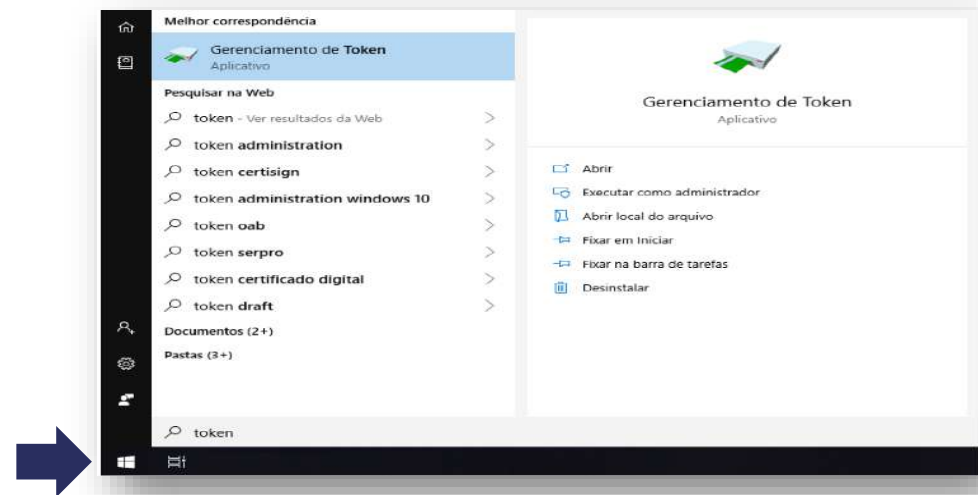 Melhor correspondência
Gerenciamento de Token
Aplicativo
Pesquisar na Web
token - Ver resultados da Web
token administration
token certisign
token administration windows 10
token oab
token serpro
token certificado digital
token draft
Documentos (2+)
Pastas (3+)
token
Gerenciamento de Token
Aplicativo
Abrir
Executar como administrador
Abrir local do arquivo
Fixar em Iniciar
Fixar na barra de tarefas
Desinstalar